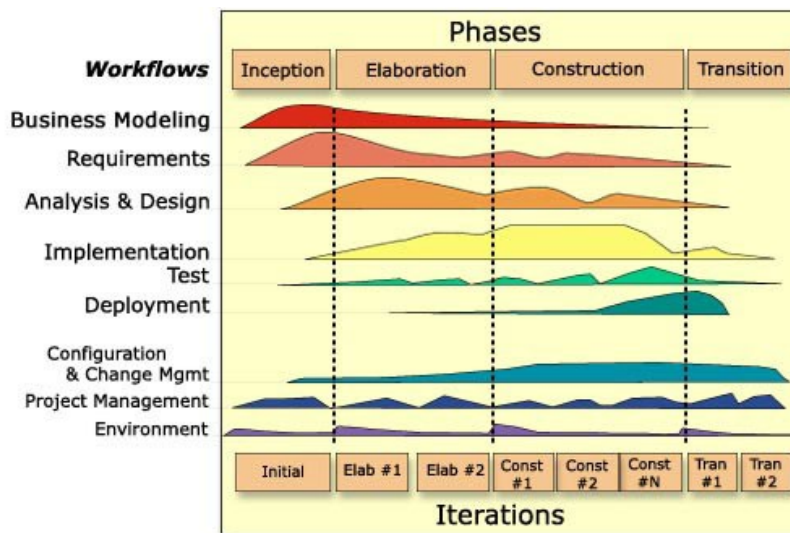 Phases
Workflows
Inception
Elaboration
Construction
Transition
Business Modeling
Requirements
Analysis & Design
Implementation
Test
Deployment
Configuration
& Change Mgmt
Project Management
Environment
Initial
Elab #1
Elab #2
Const
#1
Const
#2
Const
#N
Tran
#1
Tran
#2
Iterations